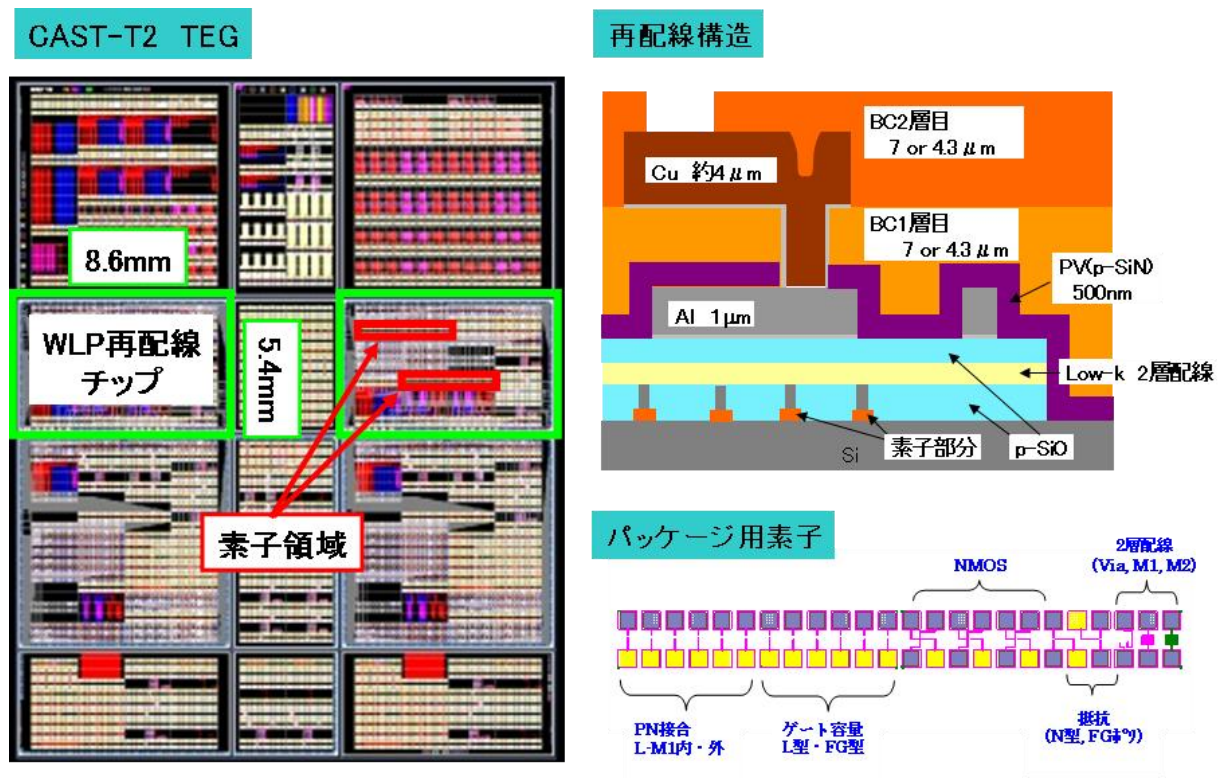 CAST-T2 TEG
8.6mm
WLP再配線
チップ
5.4mm
素子領域
再配線構造
BC2層目
7 or 4.3μm
Cu 約4μm
BC1層目
7 or 4.3μm
PV(p-SiN)
500nm
Al 1μm
Low-k 2層配線
Si
素子部分
p-SiO
パッケージ用素子
NMOS
2層配線
(Via, M1, M2)
PN接合
L-M1内・外
ゲート容量
L型・FG型
抵抗
(N型, FGポリ)